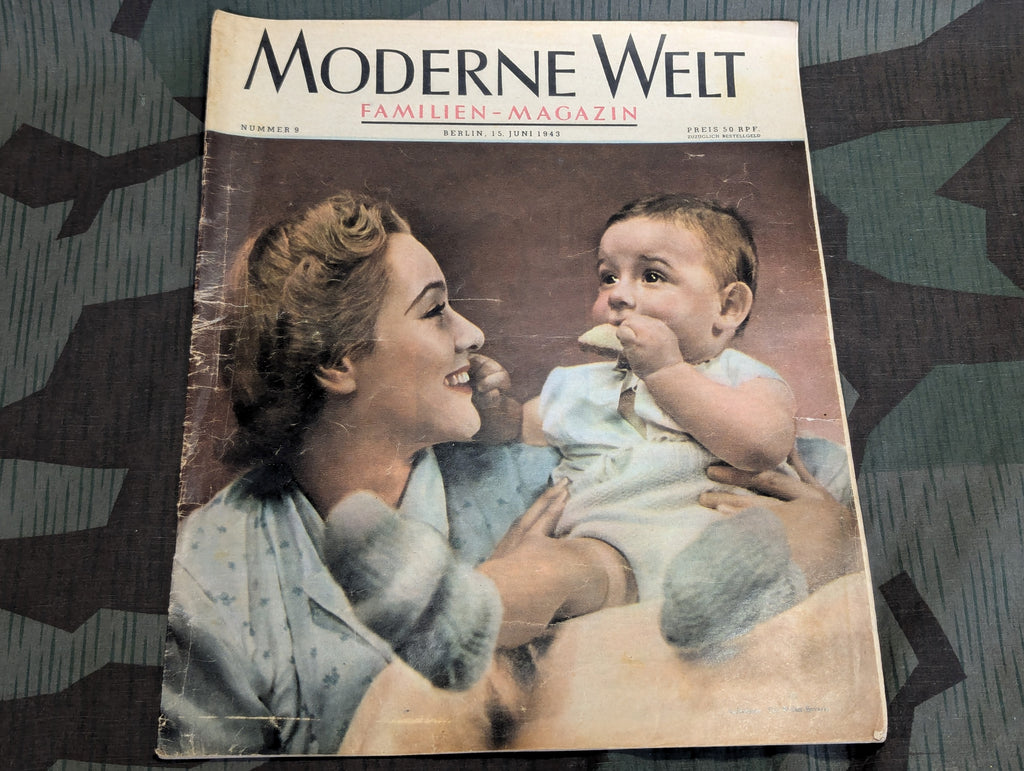 MODERNE WELT
FAMILIEN-MAGAZIN
NUMMER 9 BERLIN, 15. JUNI 1943 PREIS 50 RPF.
ZUZÜGLICH BESTELLGELD